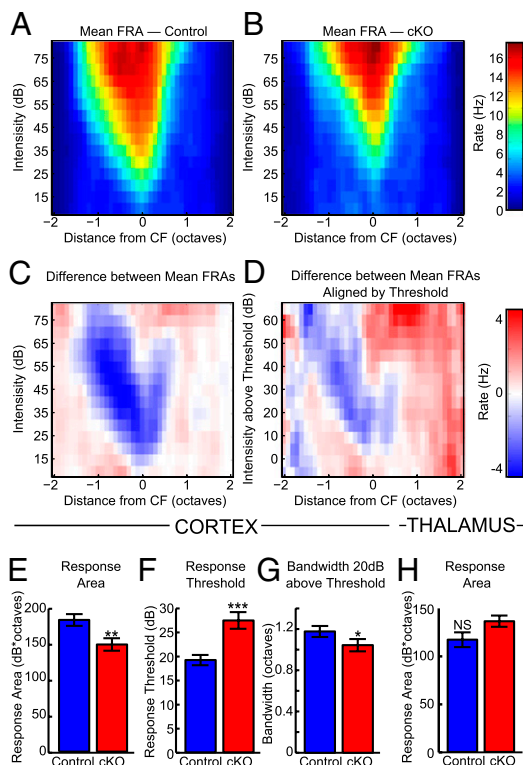 A
Mean FRA — Control
Intensisity (dB)
75
65
55
45
35
25
15
−2 −1 0 1 2
Distance from CF (octaves)
B
Mean FRA — cKO
Intensisity (dB)
75
65
55
45
35
25
15
−2 −1 0 1 2
Distance from CF (octaves)
16
14
12
10
8
6
4
2
0
Rate (Hz)
C
Difference between Mean FRAs
Intensisity (dB)
75
65
55
45
35
25
15
−2 −1 0 1 2
Distance from CF (octaves)
D
Difference between Mean FRAs
Aligned by Threshold
Intensisity above Threshold (dB)
60
50
40
30
20
10
0
−2 −1 0 1 2
Distance from CF (octaves)
4
0
-4
Rate (Hz)
CORTEX
THALAMUS
E
Response
Area
Response Area (dB*octaves)
200
150
100
50
0
**
Control cKO
F
Response
Threshold
Response Threshold (dB)
30
25
20
15
10
5
0
***
Control cKO
G
Bandwidth 20dB
above Threshold
Bandwidth (octaves)
1.2
0.8
0.4
0
*
Control cKO
H
Response
Area
Response Area (dB*octaves)
150
100
50
0
NS
Control cKO